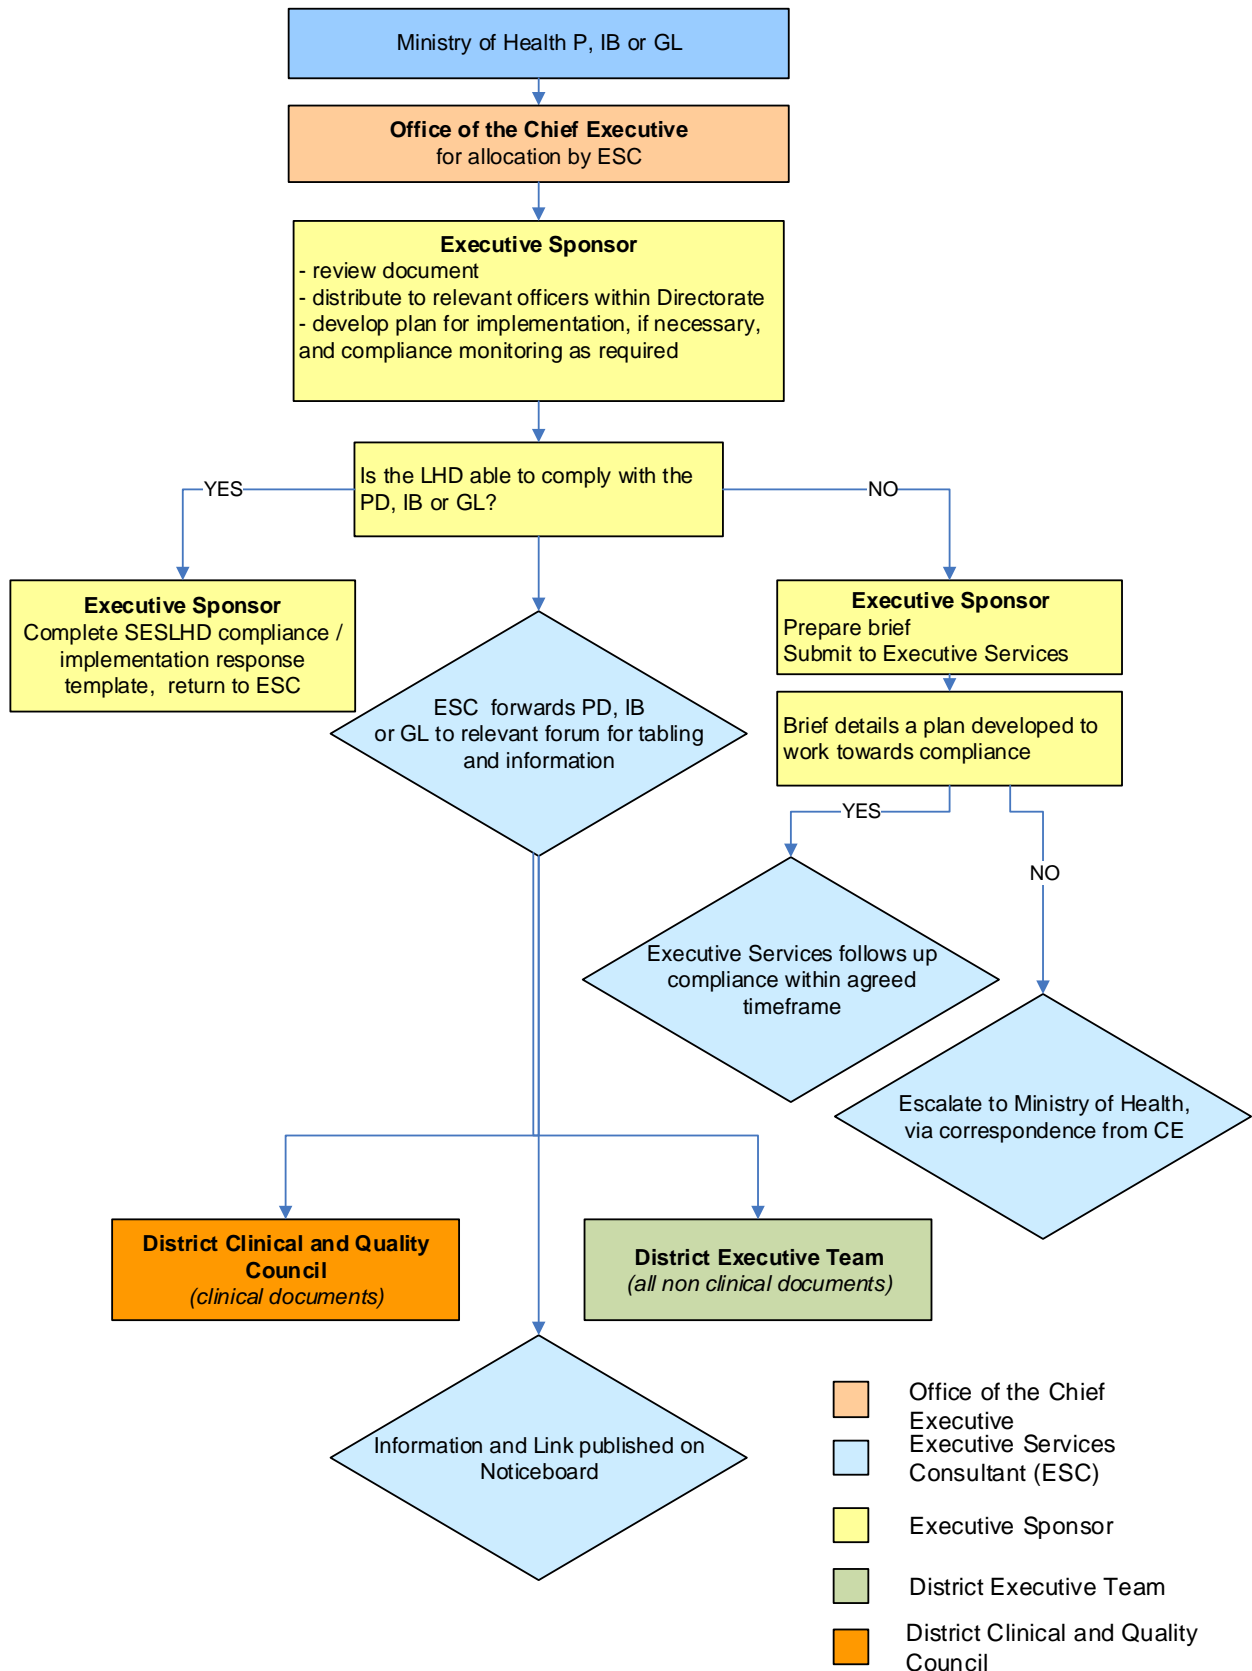 Ministry of Health P, IB or GL
Office of the Chief Executive
for allocation by ESC
Executive Sponsor
- review document
- distribute to relevant officers within Directorate
- develop plan for implementation, if necessary,
and compliance monitoring as required
Is the LHD able to comply with the
PD, IB or GL?
YES
NO
Executive Sponsor
Complete SESLHD compliance /
implementation response
template,  return to ESC
ESC  forwards PD, IB
or GL to relevant forum for tabling
and information
Executive Sponsor
Prepare brief
Submit to Executive Services
Brief details a plan developed to
work towards compliance
YES
NO
Executive Services follows up
compliance within agreed
timeframe
Escalate to Ministry of Health,
via correspondence from CE
District Clinical and Quality
Council
(clinical documents)
District Executive Team
(all non clinical documents)
Information and Link published on
Noticeboard
Office of the Chief
Executive
Executive Services
Consultant (ESC)
Executive Sponsor
District Executive Team
District Clinical and Quality
Council